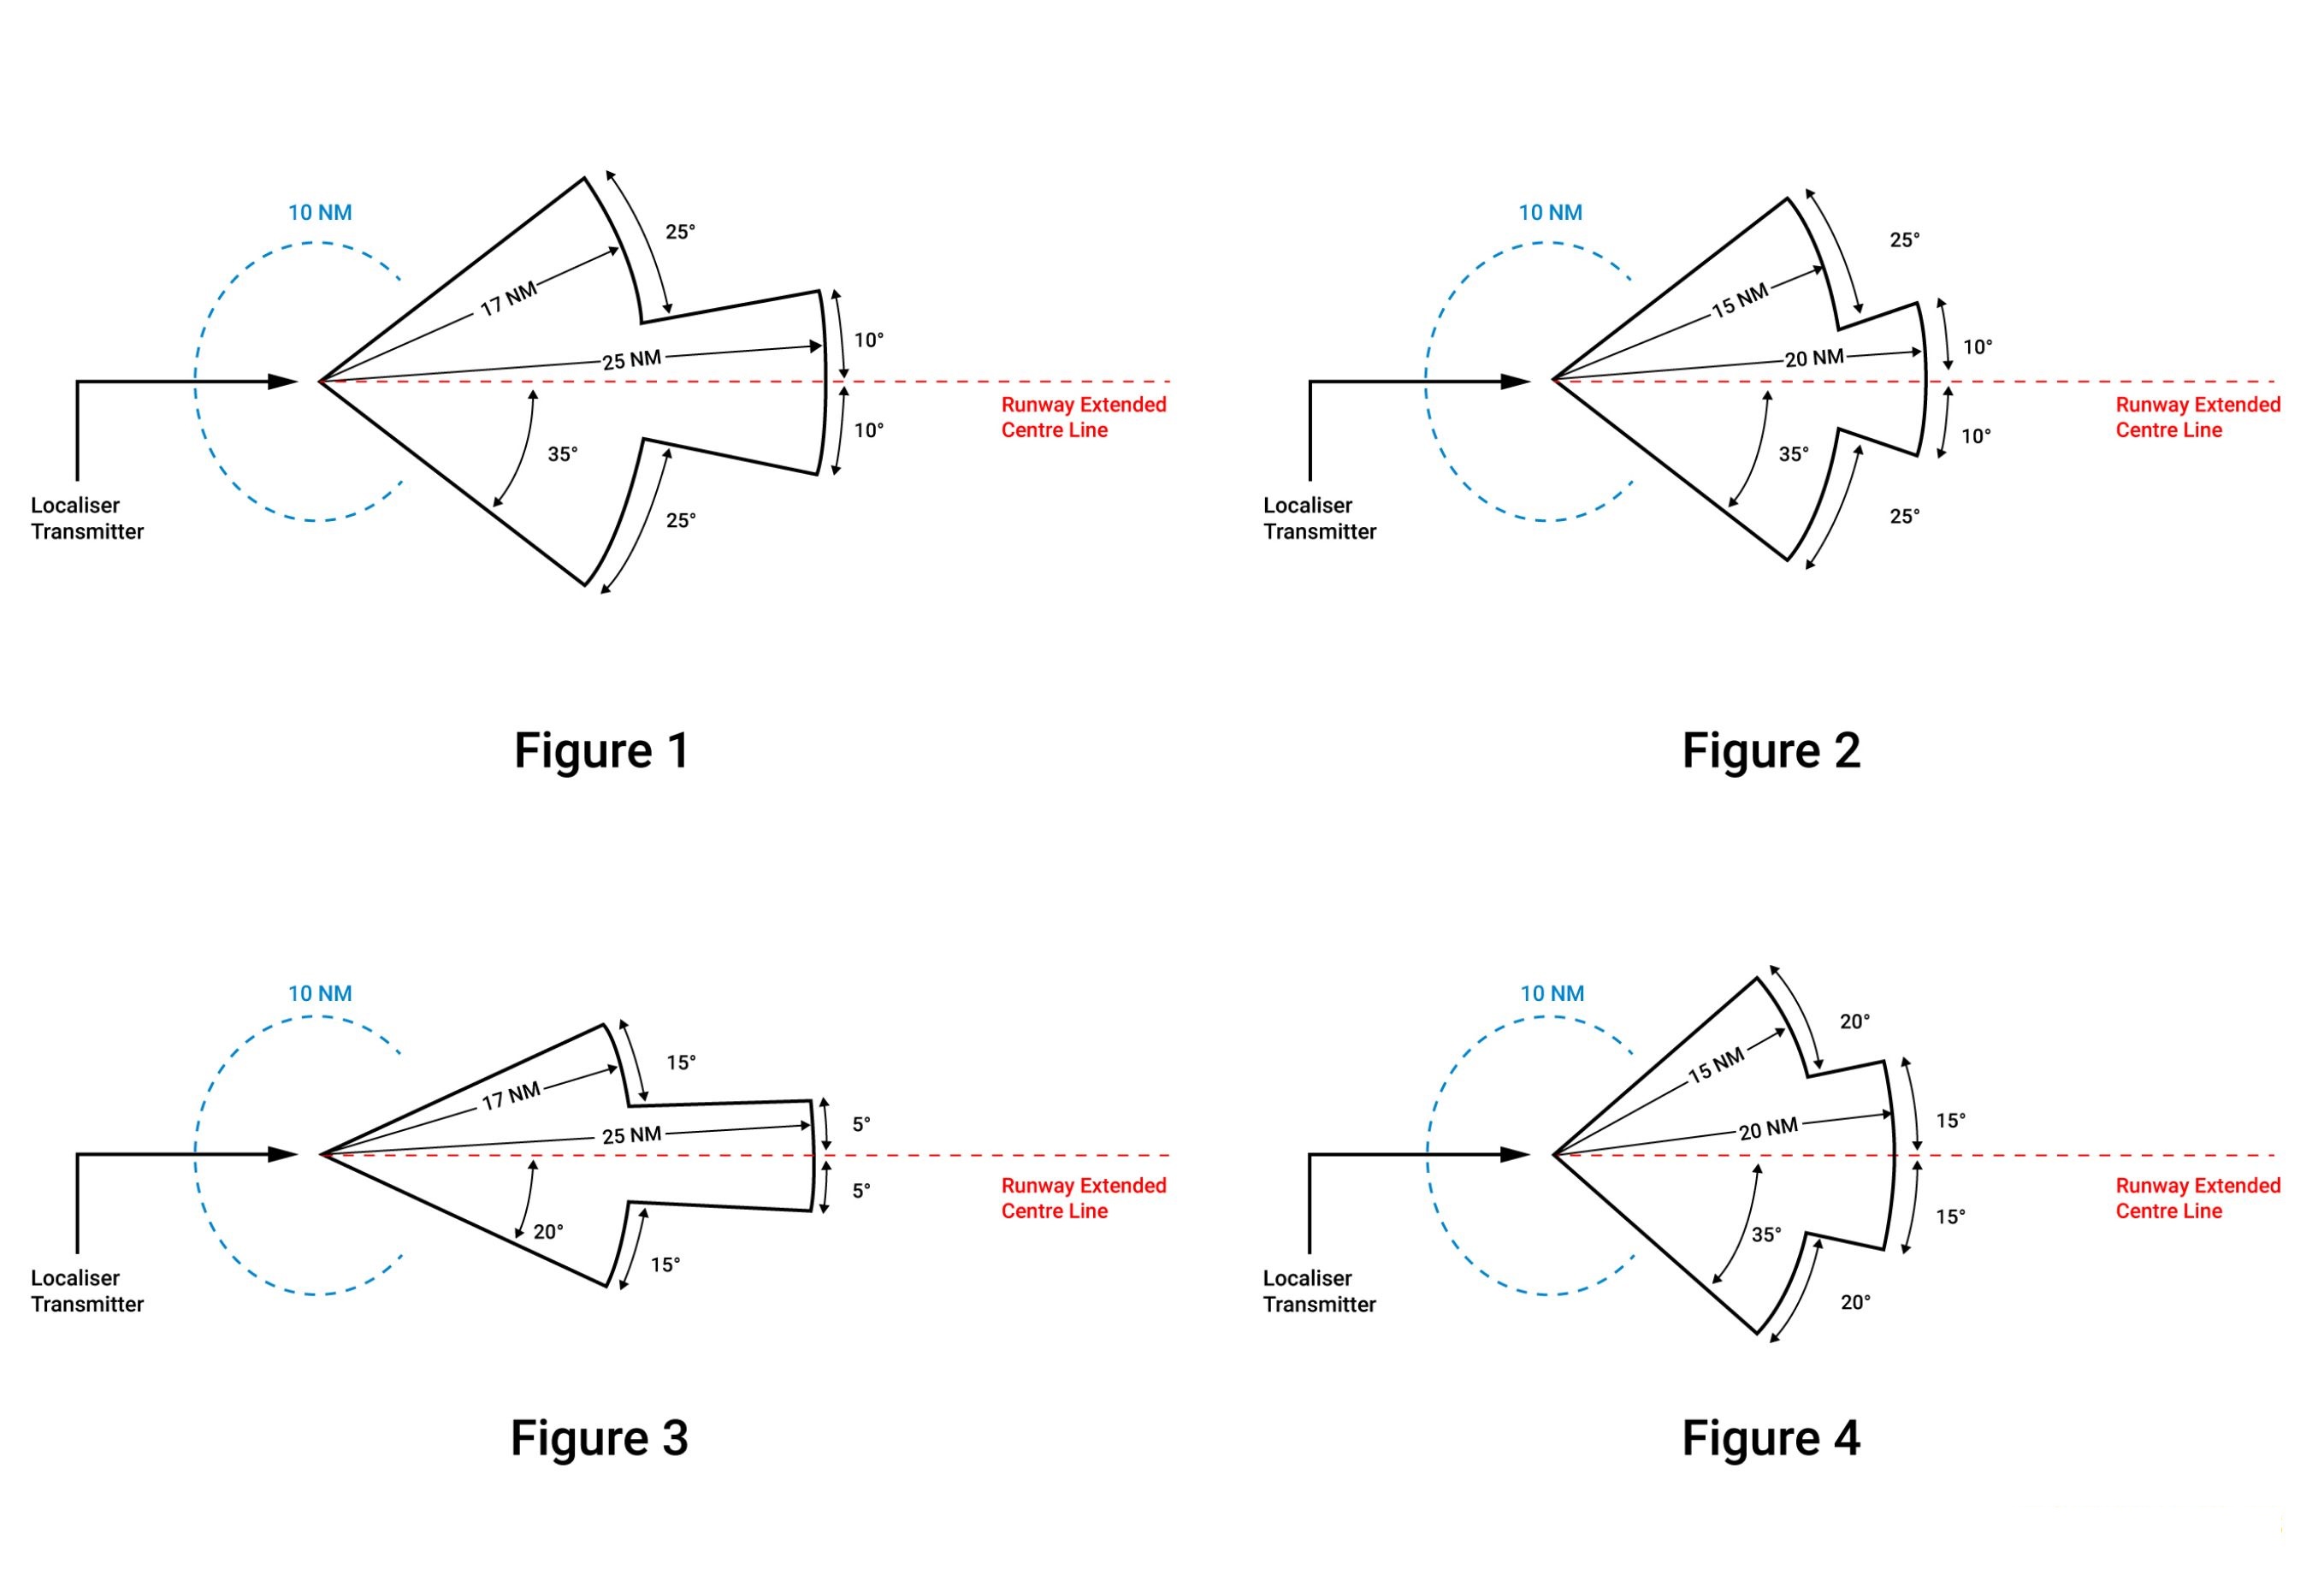 10 NM
25°
17 NM
10°
25 NM
Runway Extended
Centre Line
10°
35°
Localiser
Transmitter
25°
Figure 1
10 NM
25°
15 NM
10°
20 NM
Runway Extended
Centre Line
10°
35°
Localiser
Transmitter
25°
Figure 2
10 NM
15°
17 NM
5°
25 NM
Runway Extended
Centre Line
5°
20°
15°
Localiser
Transmitter
Figure 3
10 NM
20°
15 NM
15°
20 NM
Runway Extended
Centre Line
15°
35°
Localiser
Transmitter
20°
Figure 4